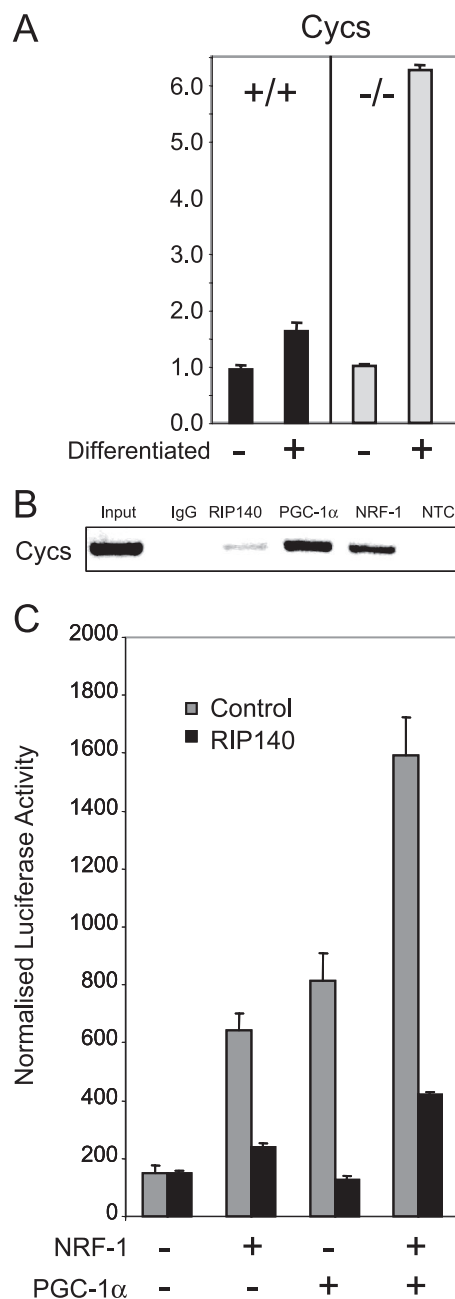 A
Cycs
+/+ -/-
6.0
5.0
4.0
3.0
2.0
1.0
0.0
Differentiated - + - +
B
Input IgG RIP140 PGC-1α NRF-1 NTC
Cycs
C
2000
1800
1600
1400
1200
1000
800
600
400
200
0
Normalised Luciferase Activity
Control
RIP140
NRF-1 - + - +
PGC-1α - - + +